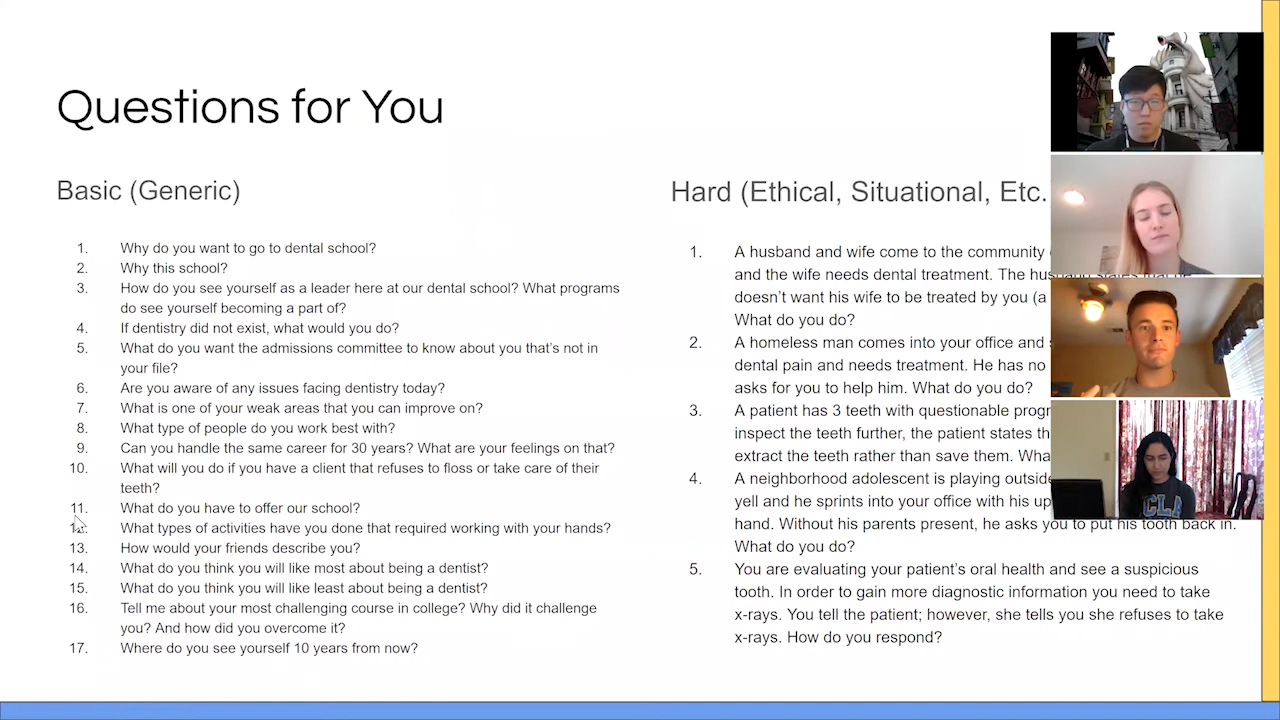 Questions for You
Basic (Generic)
1. Why do you want to go to dental school?
2. Why this school?
3. How do you see yourself as a leader here at our dental school? What programs
do see yourself becoming a part of?
4. If dentistry did not exist, what would you do?
5. What do you want the admissions committee to know about you that's not in
your file?
6. Are you aware of any issues facing dentistry today?
7. What is one of your weak areas that you can improve on?
8. What type of people do you work best with?
9. Can you handle the same career for 30 years? What are your feelings on that?
10. What will you do if you have a client that refuses to floss or take care of their
teeth?
11. What do you have to offer our school?
12. What types of activities have you done that required working with your hands?
13. How would your friends describe you?
14. What do you think you will like most about being a dentist?
15. What do you think you will like least about being a dentist?
16. Tell me about your most challenging course in college? Why did it challenge
you? And how did you overcome it?
17. Where do you see yourself 10 years from now?
Hard (Ethical, Situational, Etc.
1. A husband and wife come to the community
and the wife needs dental treatment. The husband states that he
doesn't want his wife to be treated by you (a
What do you do?
2. A homeless man comes into your office and
dental pain and needs treatment. He has no
asks for you to help him. What do you do?
3. A patient has 3 teeth with questionable
inspect the teeth further, the patient states
extract the teeth rather than save them.
4. A neighborhood adolescent is playing
yell and he sprints into your office with his
hand. Without his parents present, he asks you to put his tooth back in.
What do you do?
5. You are evaluating your patient's oral health and see a suspicious
tooth. In order to gain more diagnostic information you need to take
x-rays. You tell the patient; however, she tells you she refuses to take
x-rays. How do you respond?
UCLA